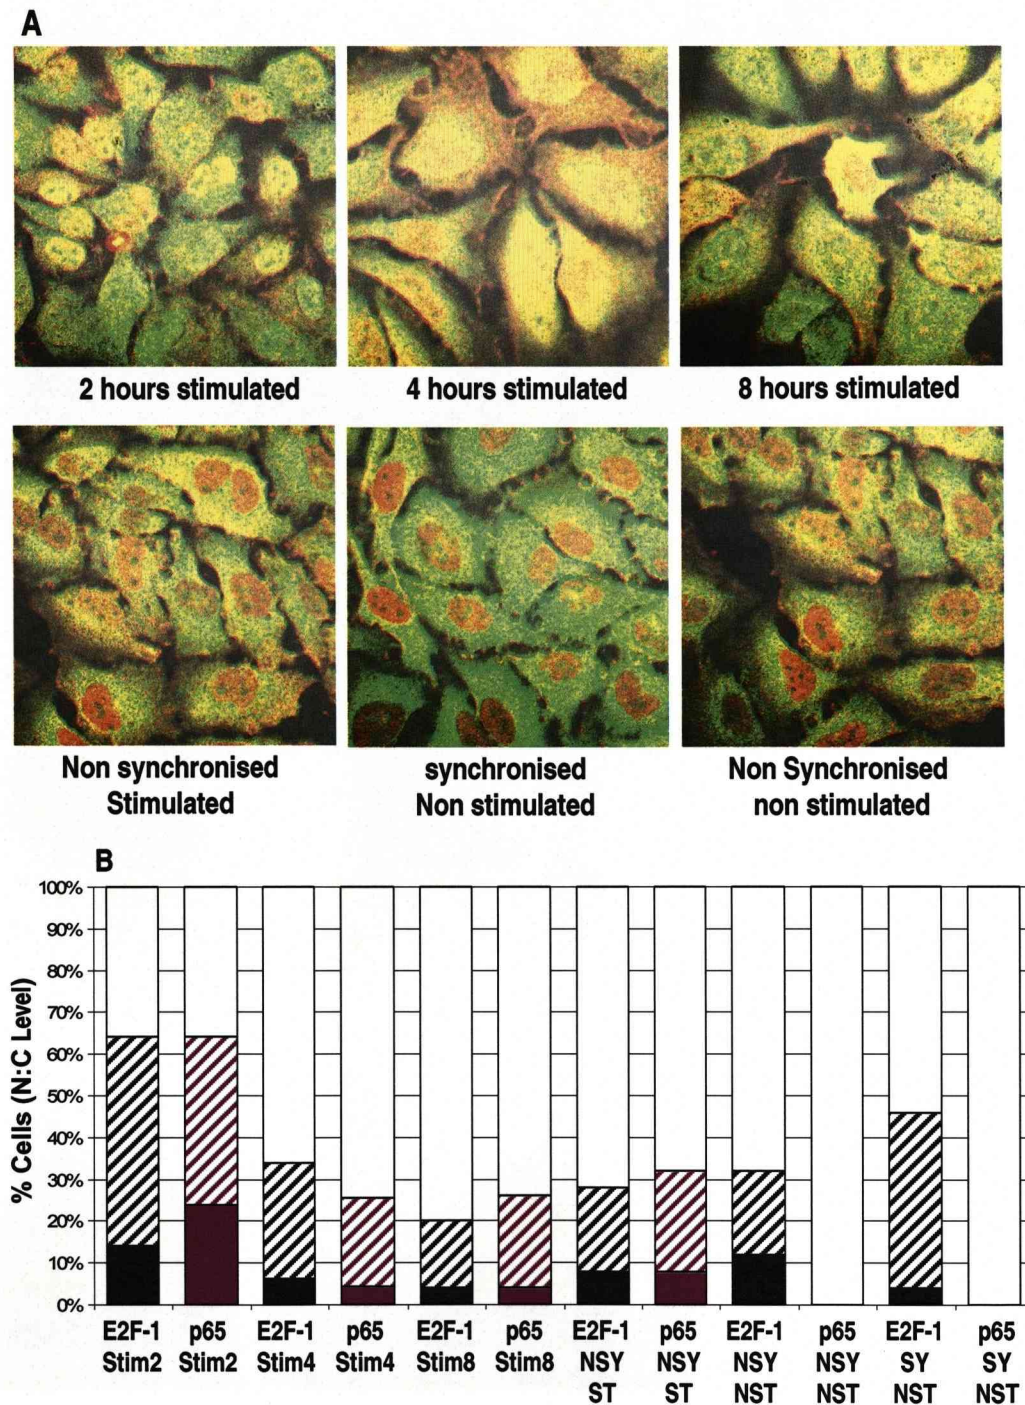 A
2 hours stimulated
4 hours stimulated
8 hours stimulated
Non synchronised
Stimulated
synchronised
Non stimulated
Non Synchronised
non stimulated
B
% Cells (N:C Level)
100%
90%
80%
70%
60%
50%
40%
30%
20%
10%
0%
E2F-1
Stim2
p65
Stim2
E2F-1
Stim4
p65
Stim4
E2F-1
Stim8
p65
Stim8
E2F-1
NSY
ST
p65
NSY
ST
E2F-1
NSY
NST
p65
NSY
NST
E2F-1
SY
NST
p65
SY
NST